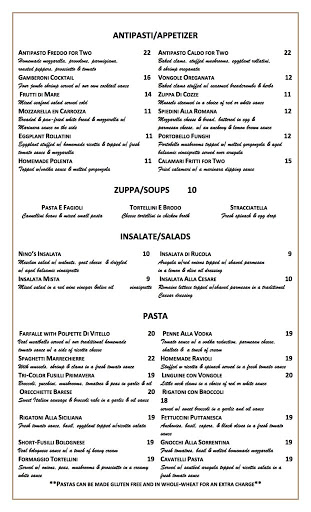 ANTIPASTI/APPETIZER
ANTIPASTO FREDDO FOR TWO 22
Homemade mozzarella, provolone, parmigiano,
roasted peppers, prosciutto & tomato
GAMBERONI COCKTAIL 16
Four jumbo shrimp served w/ our own cocktail sauce
FRUTTI DI MARE 14
Mixed seafood salad served cold
MOZZARELLA EN CARROZZA 11
Breaded & pan-fried white bread & mozzarella w/
Marinara sauce on the side
EGGPLANT ROLLATINI 11
Eggplant stuffed w/ homemade ricotta & topped w/ fresh
tomato sauce & mozzarella
HOMEMADE POLENTA 11
Topped w/vodka sauce & melted gorgonzola
ANTIPASTO CALDO FOR TWO 22
Baked clams, stuffed mushrooms, eggplant rollatini,
& shrimp oreganate
VONGOLE OREGANATA 12
Baked clams stuffed w/ seasoned breadcrumbs & herbs
ZUPPA DI COZZE 11
Mussels steamed in a choice of red or white sauce
SPIEDINI ALLA ROMANA 12
Mozzarella cheese & bread, battered in egg &
parmesan cheese, w/ an anchovy & lemon brown sauce
PORTOBELLO FUNGHI 12
Portobello mushrooms topped w/ melted gorgonzola & aged
balsamic vinaigrette served over arugula
CALAMARI FRITTI FOR TWO 15
Fried calamari w/ a marinara dipping sauce
ZUPPA/SOUPS 10
PASTA E FAGIOLI
Cannellini beans & mixed small pasta
TORTELLINI E BRODO
Cheese tortellini in chicken broth
STRACCIATELLA
Fresh spinach & egg drop
INSALATE/SALADS
NINO'S INSALATA 10
Mesclun salad w/ walnuts, goat cheese & drizzled
w/ aged balsamic vinaigrette
INSALATA MISTA 9
Mixed salad in a red wine vinegar &olive oil vinaigrette
INSALATA DI RUCOLA 9
Arugula w/red onions topped w/ shaved parmesan
in a lemon & olive oil dressing
INSALATA ALLA CESARE 10
Romaine lettuce topped w/shaved parmesan in a traditional
Caesar dressing
PASTA
FARFALLE WITH POLPETTE DI VITELLO 20
Veal meatballs served w/ our traditional homemade
tomato sauce w/ a side of ricotta cheese
SPAGHETTI MARRECHIERE 22
With mussels, shrimp & clams in a fresh tomato sauce
TRI-COLOR FUSILLI PRIMAVERA 19
Broccoli, zucchini, mushrooms, tomatoes & peas in garlic & oil
ORECCHIETTE BARESE 20
Sweet Italian sausage & broccoli rabe in a garlic & oil sauce
RIGATONI ALLA SICILIANA 19
Fresh tomato sauce, basil, eggplant topped w/ricotta salata
SHORT-FUSILLI BOLOGNESE 19
Veal bolognese sauce w/ a touch of heavy cream
FORMAGGIO TORTELLINI 19
Served w/ onions, peas, mushrooms & prosciutto in a creamy
white sauce
PENNE ALLA VODKA 19
Tomato sauce w/ a vodka reduction, parmesan cheese,
shallots & a touch of cream
HOMEMADE RAVIOLI 19
Stuffed w/ ricotta & spinach served in a fresh tomato sauce
LINGUINE CON VONGOLE 20
Little neck clams in a choice of red or white sauce
RIGATONI CON BROCCOLI
18
served w/ sweet broccoli in a garlic and oil sauce
FETTUCINI PUTTANESCA 19
Anchovies, basil, capers, & black olives in a fresh tomato
sauce
GNOCCHI ALLA SORRENTINA 19
Fresh tomatoes, basil & melted homemade mozzarella
CAVATELLI PASTA 19
Served w/ sautéed arugula topped w/ ricotta salata in a
fresh tomato sauce
**PASTAS CAN BE MADE GLUTEN FREE AND IN WHOLE-WHEAT FOR AN EXTRA CHARGE**